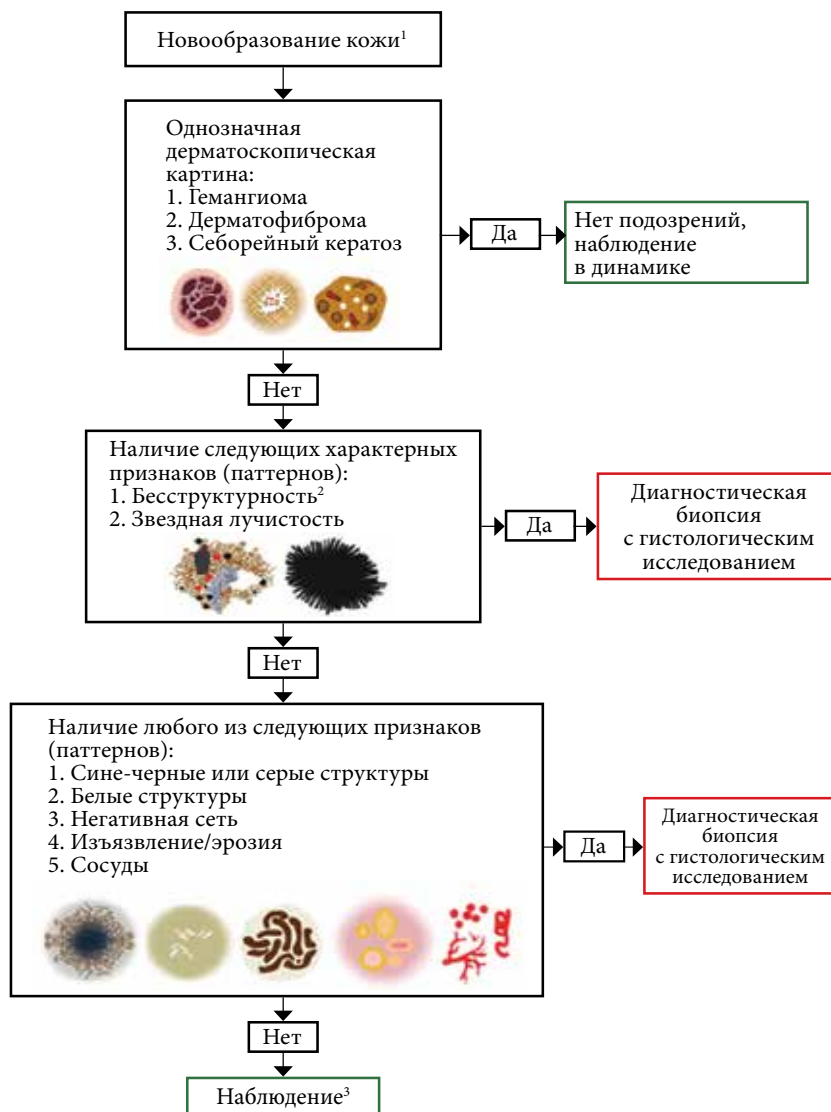 Новообразование кожи¹
Однозначная
дерматоскопическая
картина:
1. Гемангиома
2. Дерматофиброма
3. Себорейный кератоз
Да
Нет подозрений,
наблюдение
в динамике
Нет
Наличие следующих характерных
признаков (паттернов):
1. Бесструктурность²
2. Звездная лучистость
Да
Диагностическая
биопсия
с гистологическим
исследованием
Нет
Наличие любого из следующих признаков
(паттернов):
1. Сине-черные или серые структуры
2. Белые структуры
3. Негативная сеть
4. Изъязвление/эрозия
5. Сосуды
Да
Диагностическая
биопсия
с гистологическим
исследованием
Нет
Наблюдение³